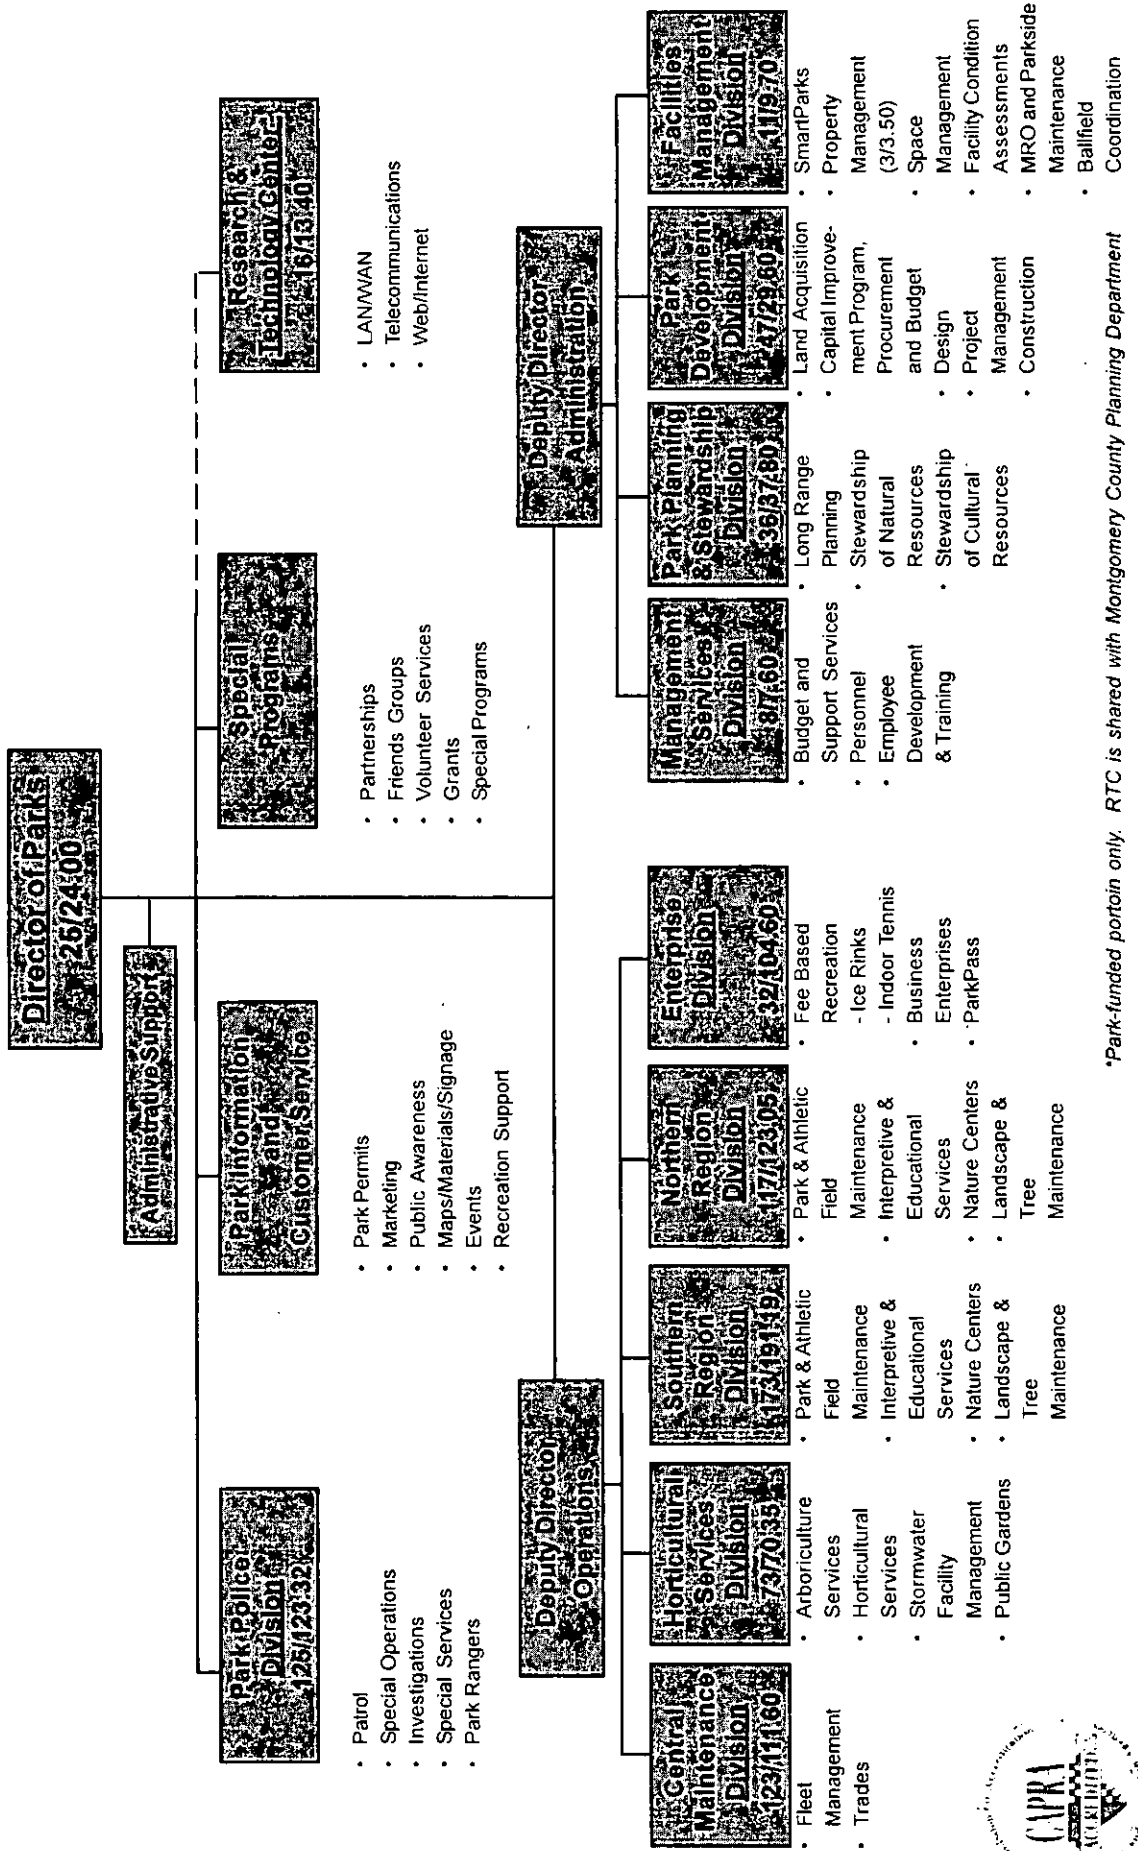 Director of Parks
25/24.00
Administrative Support
Park Police
Division
125/123.32
• Patrol
• Special Operations
• Investigations
• Special Services
• Park Rangers
Park Information
and
Customer Service
• Park Permits
• Marketing
• Public Awareness
• Maps/Materials/Signage
• Events
• Recreation Support
Special
Programs
• Partnerships
• Friends Groups
• Volunteer Services
• Grants
• Special Programs
Research &
Technology Center
16/13.40
• LAN/WAN
• Telecommunications
• Web/Internet
Deputy Director
Operations
Deputy Director
Administration
Central
Maintenance
Division
123/111.60
• Fleet
Management
• Trades
Horticultural
Services
Division
73/70.35
• Arboriculture
Services
• Horticultural
Services
• Stormwater
Facility
Management
• Public Gardens
Southern
Region
Division
173/191.19
• Park & Athletic
Field
Maintenance
• Interpretive &
Educational
Services
• Nature Centers
• Landscape &
Tree
Maintenance
Northern
Region
Division
117/123.05
• Park & Athletic
Field
Maintenance
• Interpretive &
Educational
Services
• Nature Centers
• Landscape &
Tree
Maintenance
Enterprise
Division
32/104.60
• Fee Based
Recreation
- Ice Rinks
- Indoor Tennis
• Business
Enterprises
• ParkPass
Management
Services
Division
8/7.60
• Budget and
Support Services
• Personnel
• Employee
Development
& Training
Park Planning
& Stewardship
Division
36/37.80
• Long Range
Planning
• Stewardship
of Natural
Resources
• Stewardship
of Cultural
Resources
Park
Development
Division
47/29.60
• Land Acquisition
• Capital Improve-
ment Program,
Procurement
and Budget
• Design
• Project
Management
• Construction
Facilities
Management
Division
11/9.70
• SmartParks
• Property
Management
(3/3.50)
• Space
Management
• Facility Condition
Assessments
• MRO and Parkside
Maintenance
• Ballfield
Coordination
*Park-funded portoin only. RTC is shared with Montgomery County Planning Department
CAPRA
ACCREDITED